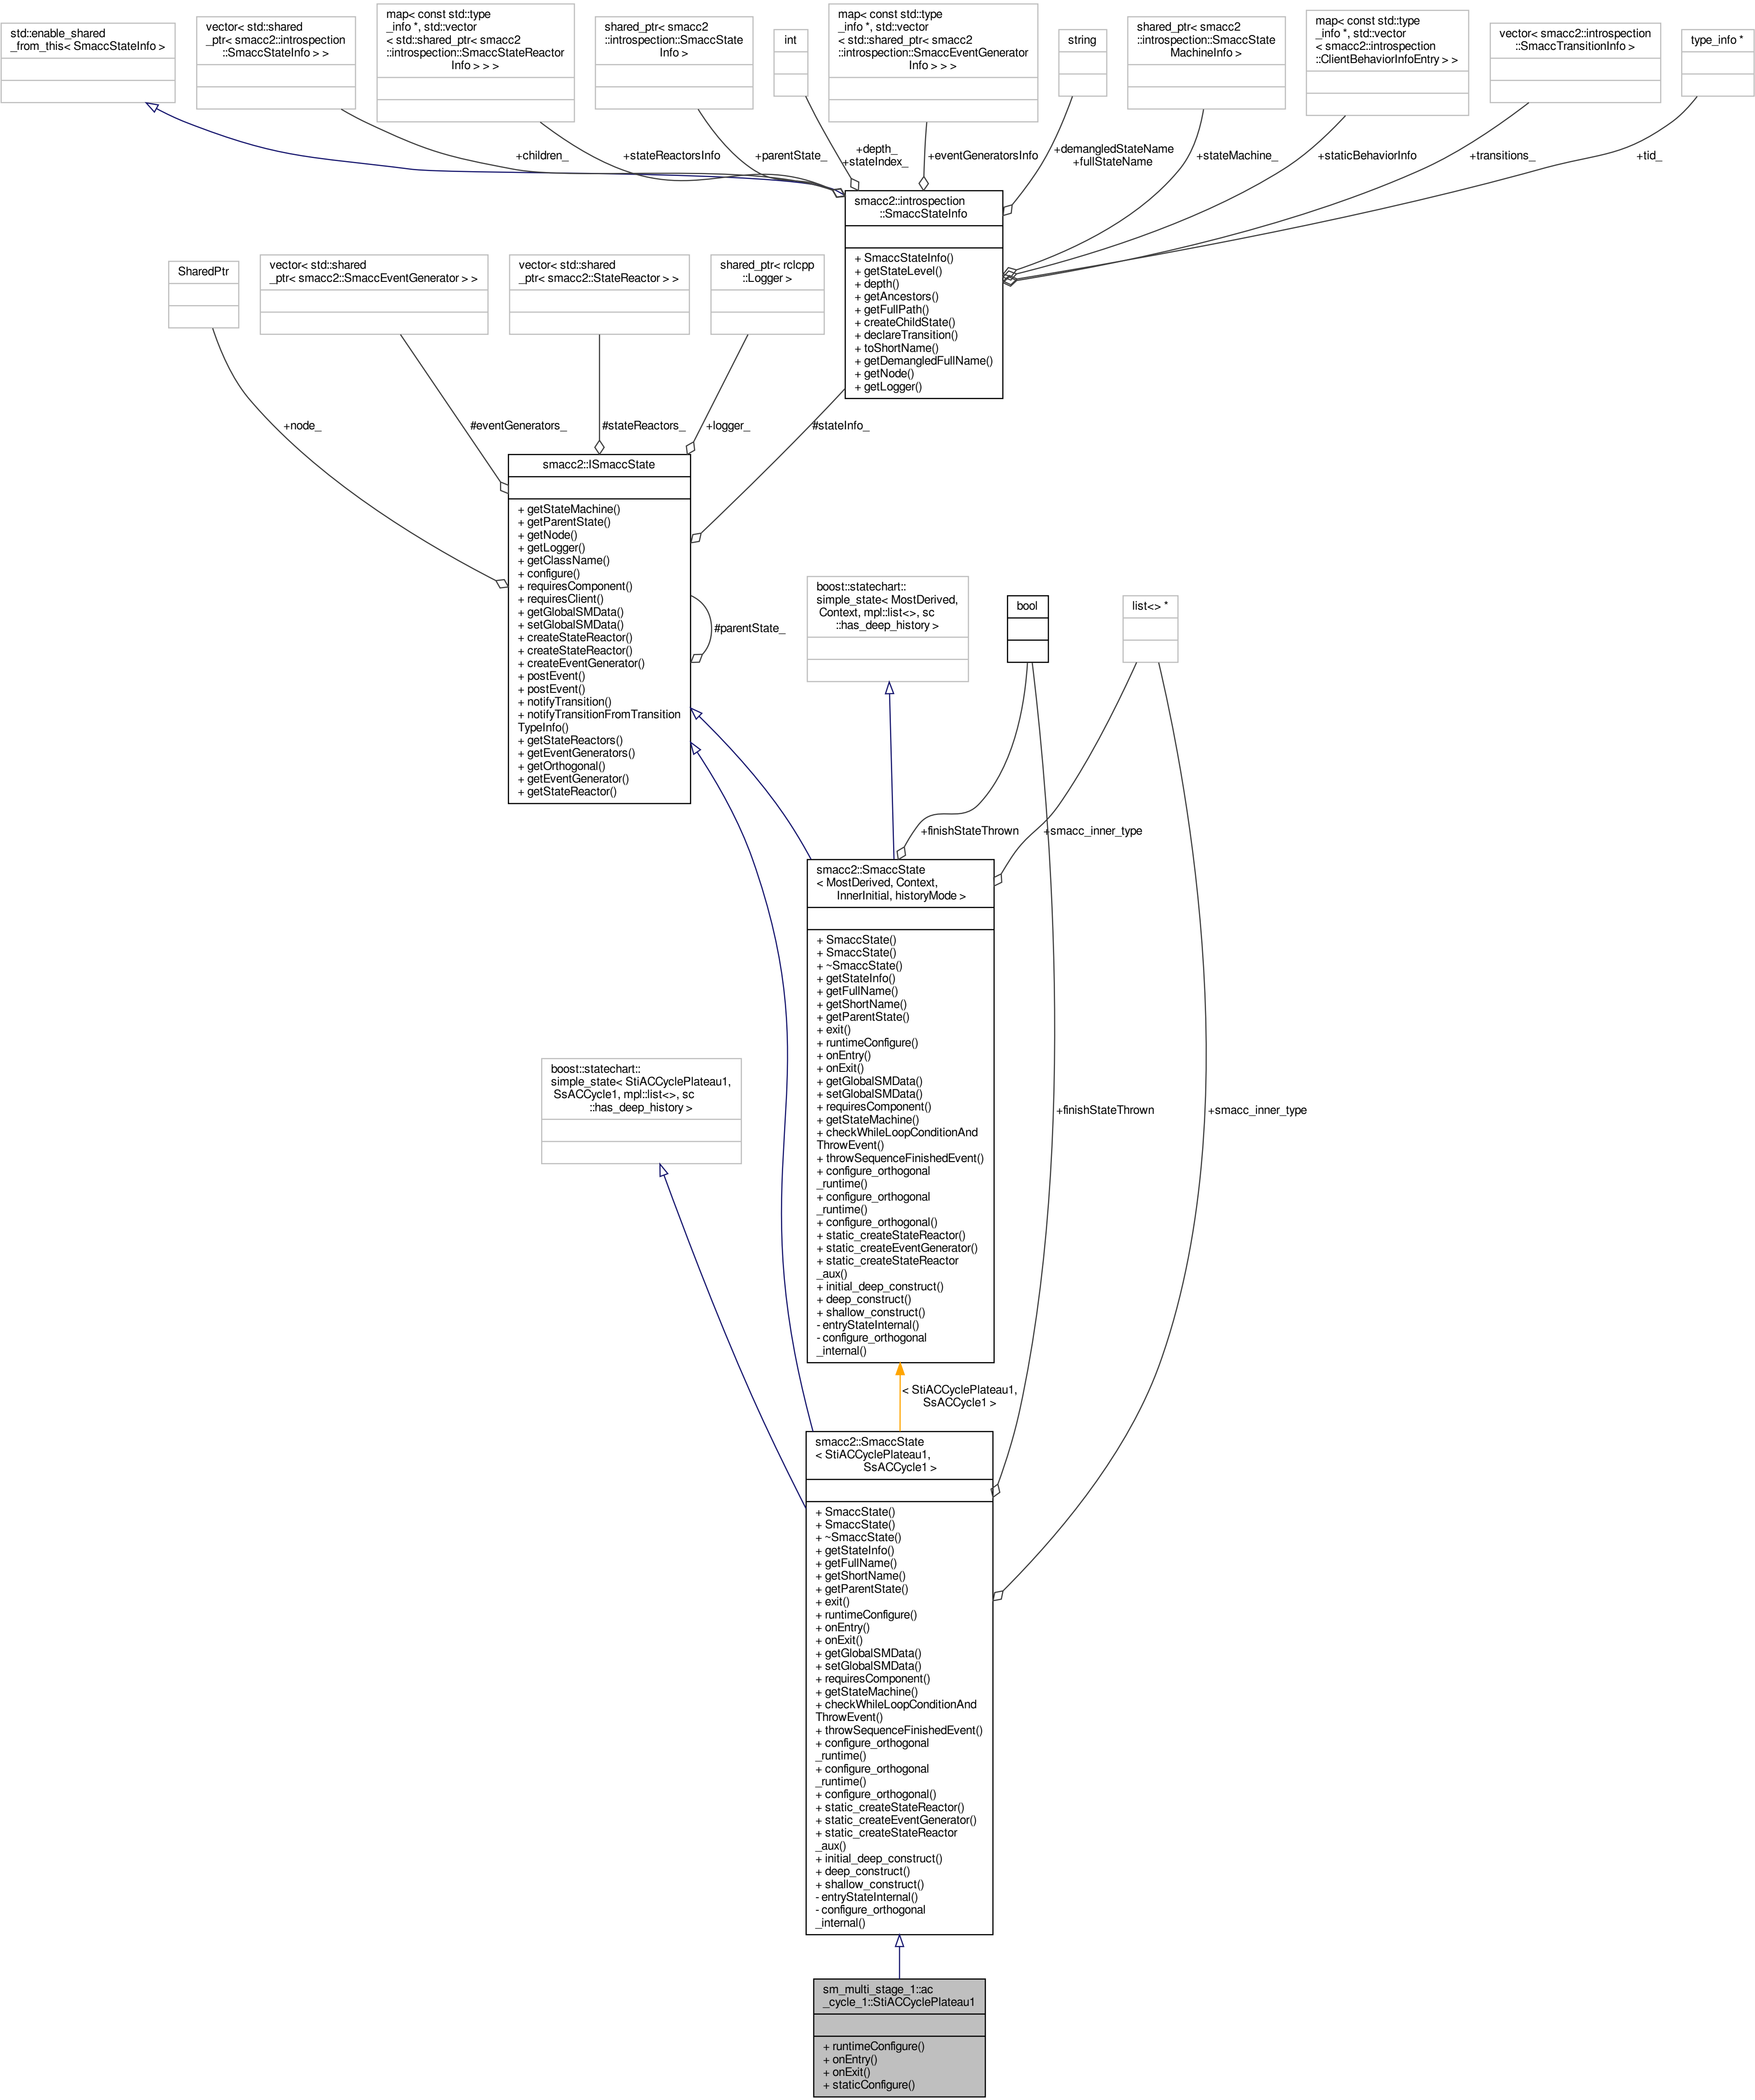 std::enable_shared
_from_this< SmaccStateInfo >
vector< std::shared
_ptr< smacc2::introspection
::SmaccStateInfo > >
map< const std::type
_info *, std::vector
< std::shared_ptr< smacc2
::introspection::SmaccStateReactor
Info > > >
shared_ptr< smacc2
::introspection::SmaccState
Info >
int
map< const std::type
_info *, std::vector
< std::shared_ptr< smacc2
::introspection::SmaccEventGenerator
Info > > >
string
shared_ptr< smacc2
::introspection::SmaccState
MachineInfo >
map< const std::type
_info *, std::vector
< smacc2::introspection
::ClientBehaviorInfoEntry > >
vector< smacc2::introspection
::SmaccTransitionInfo >
type_info *
+children_
+stateReactorsInfo
+parentState_
+depth_
+stateIndex_
+eventGeneratorsInfo
+demangledStateName
+fullStateName
+stateMachine_
+staticBehaviorInfo
+transitions_
+tid_
smacc2::introspection
::SmaccStateInfo
+ SmaccStateInfo()
+ getStateLevel()
+ depth()
+ getAncestors()
+ getFullPath()
+ createChildState()
+ declareTransition()
+ toShortName()
+ getDemangledFullName()
+ getNode()
+ getLogger()
SharedPtr
vector< std::shared
_ptr< smacc2::SmaccEventGenerator > >
vector< std::shared
_ptr< smacc2::StateReactor > >
shared_ptr< rclcpp
::Logger >
+node_
#eventGenerators_
#stateReactors_
+logger_
#stateInfo_
smacc2::ISmaccState
+ getStateMachine()
+ getParentState()
+ getNode()
+ getLogger()
+ getClassName()
+ configure()
+ requiresComponent()
+ requiresClient()
+ getGlobalSMData()
+ setGlobalSMData()
+ createStateReactor()
+ createStateReactor()
+ createEventGenerator()
+ postEvent()
+ postEvent()
+ notifyTransition()
+ notifyTransitionFromTransition
TypeInfo()
+ getStateReactors()
+ getEventGenerators()
+ getOrthogonal()
+ getEventGenerator()
+ getStateReactor()
#parentState_
boost::statechart::
simple_state< MostDerived,
Context, mpl::list<>, sc
::has_deep_history >
bool
list<> *
+finishStateThrown
+smacc_inner_type
smacc2::SmaccState
< MostDerived, Context,
InnerInitial, historyMode >
+ SmaccState()
+ SmaccState()
+ ~SmaccState()
+ getStateInfo()
+ getFullName()
+ getShortName()
+ getParentState()
+ exit()
+ runtimeConfigure()
+ onEntry()
+ onExit()
+ getGlobalSMData()
+ setGlobalSMData()
+ requiresComponent()
+ getStateMachine()
+ checkWhileLoopConditionAnd
ThrowEvent()
+ throwSequenceFinishedEvent()
+ configure_orthogonal
_runtime()
+ configure_orthogonal
_runtime()
+ configure_orthogonal()
+ static_createStateReactor()
+ static_createEventGenerator()
+ static_createStateReactor
_aux()
+ initial_deep_construct()
+ deep_construct()
+ shallow_construct()
- entryStateInternal()
- configure_orthogonal
_internal()
boost::statechart::
simple_state< StiACCyclePlateau1,
SsACCycle1, mpl::list<>, sc
::has_deep_history >
+finishStateThrown
+smacc_inner_type
< StiACCyclePlateau1,
SsACCycle1 >
smacc2::SmaccState
< StiACCyclePlateau1,
SsACCycle1 >
+ SmaccState()
+ SmaccState()
+ ~SmaccState()
+ getStateInfo()
+ getFullName()
+ getShortName()
+ getParentState()
+ exit()
+ runtimeConfigure()
+ onEntry()
+ onExit()
+ getGlobalSMData()
+ setGlobalSMData()
+ requiresComponent()
+ getStateMachine()
+ checkWhileLoopConditionAnd
ThrowEvent()
+ throwSequenceFinishedEvent()
+ configure_orthogonal
_runtime()
+ configure_orthogonal
_runtime()
+ configure_orthogonal()
+ static_createStateReactor()
+ static_createEventGenerator()
+ static_createStateReactor
_aux()
+ initial_deep_construct()
+ deep_construct()
+ shallow_construct()
- entryStateInternal()
- configure_orthogonal
_internal()
sm_multi_stage_1::ac
_cycle_1::StiACCyclePlateau1
+ runtimeConfigure()
+ onEntry()
+ onExit()
+ staticConfigure()